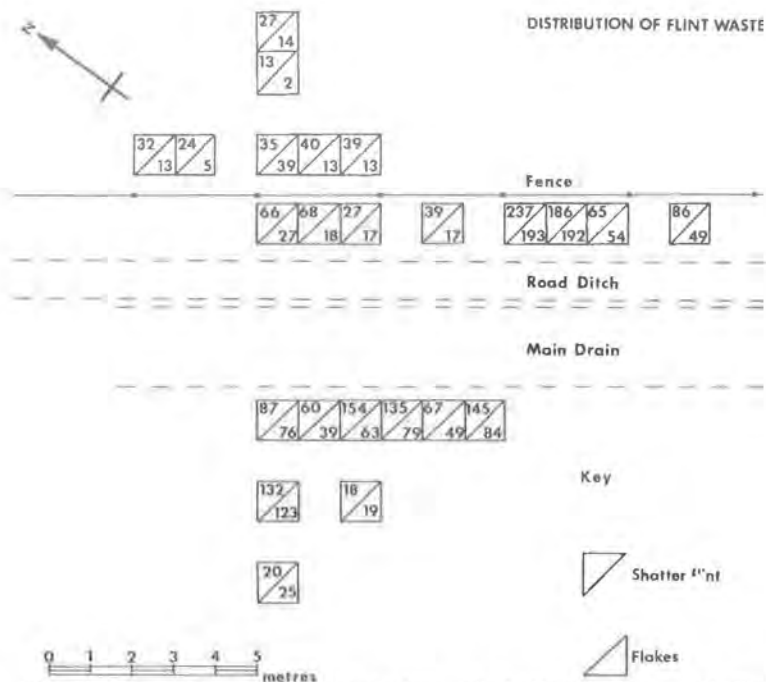 DISTRIBUTION OF FLINT WASTE
N
27 14
13 2
32 13 24 5 35 39 40 13 39 13
Fence
66 27 68 18 27 17 39 17 237 193 186 192 65 54 86 49
Road Ditch
Main Drain
87 76 60 39 154 63 135 79 67 49 145 84
132 123 18 19
Key
20 25
Shatter
Flakes
0 1 2 3 4 5
metres